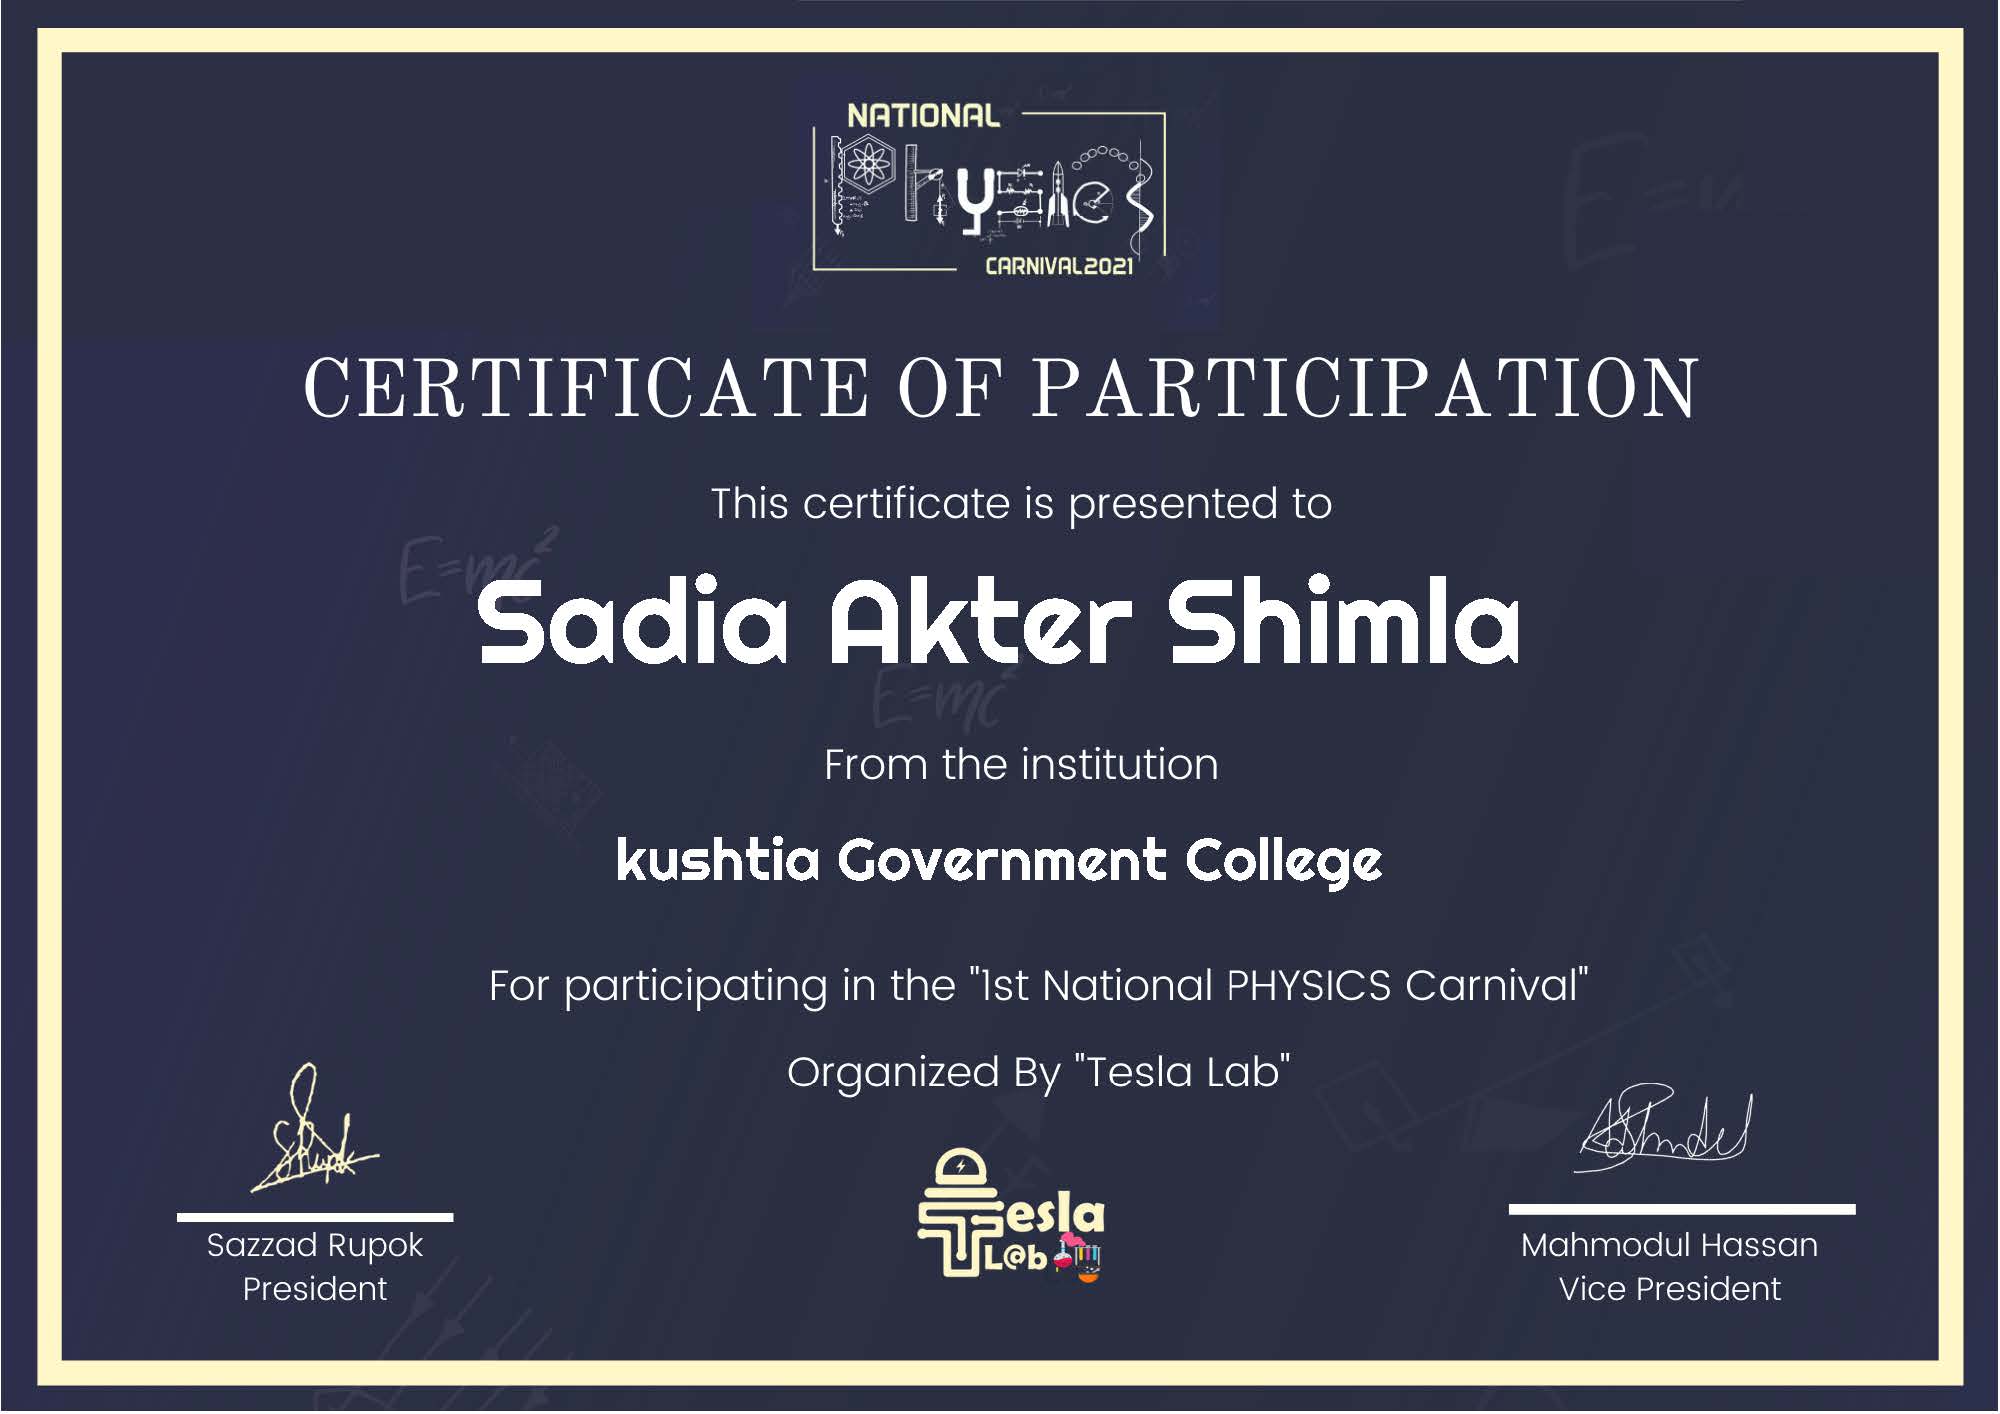 NATIONAL
Physics
CARNIVAL2021
CERTIFICATE OF PARTICIPATION
This certificate is presented to
E=mc²
Sadia Akter Shimla
E=mc²
From the institution
kushtia Government College
For participating in the "1st National PHYSICS Carnival"
Organized By "Tesla Lab"
Tesla
L@b
Sazzad Rupok
President
Mahmodul Hassan
Vice President